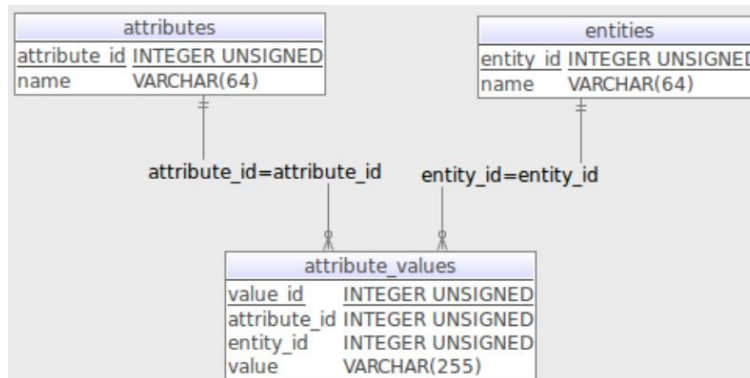 attributes
attribute_id INTEGER UNSIGNED
name VARCHAR(64)
entities
entity_id INTEGER UNSIGNED
name VARCHAR(64)
attribute_id=attribute_id
entity_id=entity_id
attribute_values
value_id INTEGER UNSIGNED
attribute_id INTEGER UNSIGNED
entity_id INTEGER UNSIGNED
value VARCHAR(255)